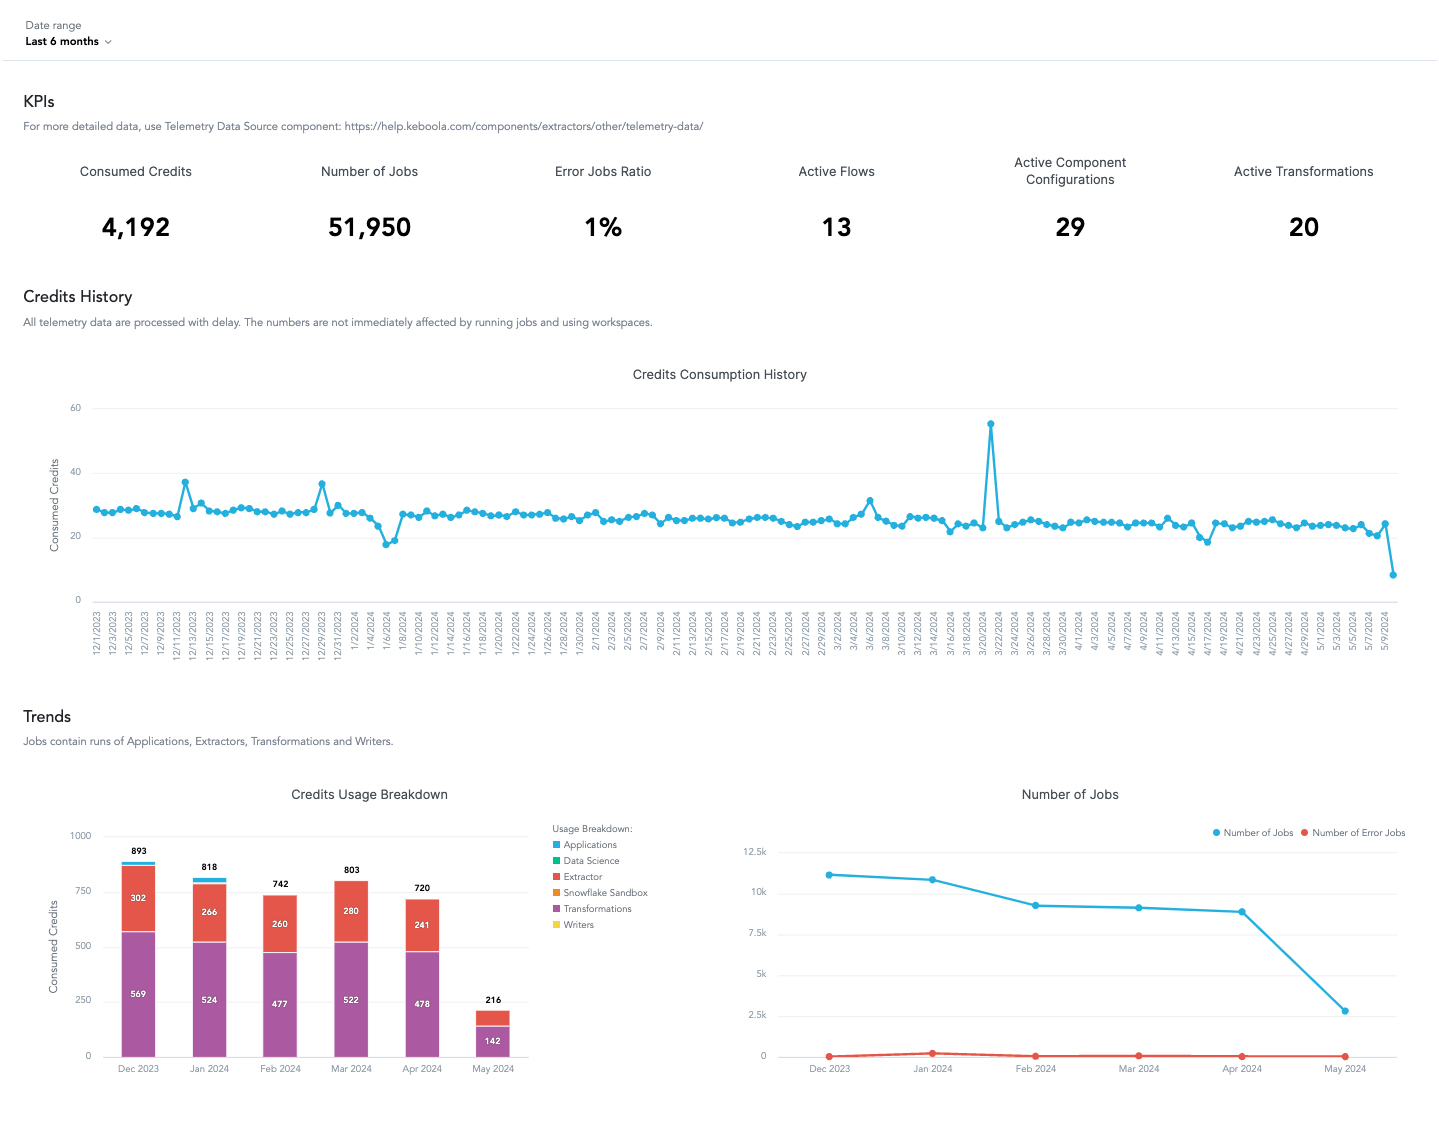 Date range
Last 6 months
KPIs
For more detailed data, use Telemetry Data Source component: https://help.keboola.com/components/extractors/other/telemetry-data/
Consumed Credits
4,192
Number of Jobs
51,950
Error Jobs Ratio
1%
Active Flows
13
Active Component
Configurations
29
Active Transformations
20
Credits History
All telemetry data are processed with delay. The numbers are not immediately affected by running jobs and using workspaces.
Credits Consumption History
Consumed Credits
60
40
20
0
12/1/2023
12/3/2023
12/5/2023
12/7/2023
12/9/2023
12/11/2023
12/13/2023
12/15/2023
12/17/2023
12/19/2023
12/21/2023
12/23/2023
12/25/2023
12/27/2023
12/29/2023
12/31/2023
1/2/2024
1/4/2024
1/6/2024
1/8/2024
1/10/2024
1/12/2024
1/14/2024
1/16/2024
1/18/2024
1/20/2024
1/22/2024
1/24/2024
1/26/2024
1/28/2024
1/30/2024
2/1/2024
2/3/2024
2/5/2024
2/7/2024
2/9/2024
2/11/2024
2/13/2024
2/15/2024
2/17/2024
2/19/2024
2/21/2024
2/23/2024
2/25/2024
2/27/2024
2/29/2024
3/2/2024
3/4/2024
3/6/2024
3/8/2024
3/10/2024
3/12/2024
3/14/2024
3/16/2024
3/18/2024
3/20/2024
3/22/2024
3/24/2024
3/26/2024
3/28/2024
3/30/2024
4/1/2024
4/3/2024
4/5/2024
4/7/2024
4/9/2024
4/11/2024
4/13/2024
4/15/2024
4/17/2024
4/19/2024
4/21/2024
4/23/2024
4/25/2024
4/27/2024
4/29/2024
5/1/2024
5/3/2024
5/5/2024
5/7/2024
5/9/2024
Trends
Jobs contain runs of Applications, Extractors, Transformations and Writers.
Credits Usage Breakdown
Consumed Credits
1000
750
500
250
0
893
302
569
818
266
524
742
260
477
803
280
522
720
241
478
216
142
Dec 2023
Jan 2024
Feb 2024
Mar 2024
Apr 2024
May 2024
Usage Breakdown:
Applications
Data Science
Extractor
Snowflake Sandbox
Transformations
Writers
Number of Jobs
Number of Jobs
Number of Error Jobs
12.5k
10k
7.5k
5k
2.5k
0
Dec 2023
Jan 2024
Feb 2024
Mar 2024
Apr 2024
May 2024